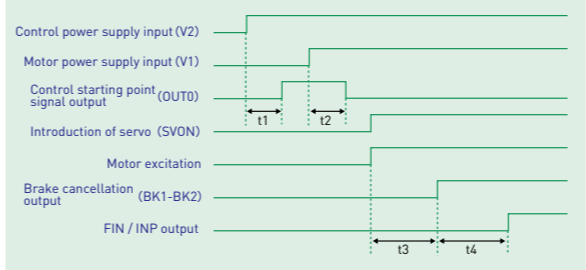 Control power supply input (V2)
Motor power supply input (V1)
Control starting point
signal output (OUT0)
t1
t2
Introduction of servo (SVON)
Motor excitation
Brake cancellation
output (BK1-BK2)
FIN / INP output
t3
t4